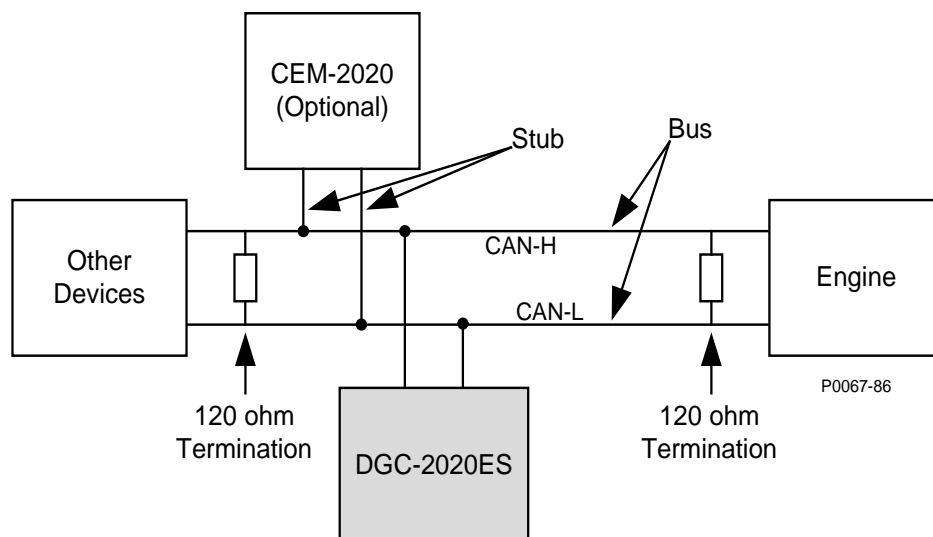 CEM-2020
(Optional)
Stub
Bus
Other
Devices
CAN-H
CAN-L
Engine
P0067-86
120 ohm
Termination
DGC-2020ES
120 ohm
Termination